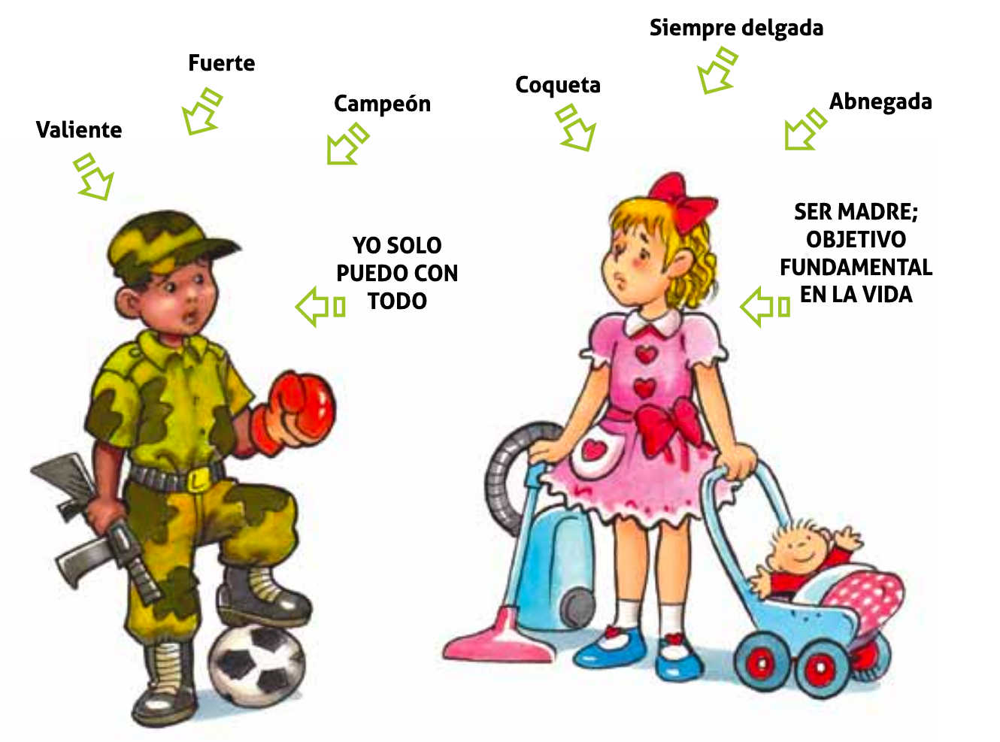 Valiente
Fuerte
Campeón
YO SOLO
PUEDO CON
TODO
Coqueta
Siempre delgada
Abnegada
SER MADRE;
OBJETIVO
FUNDAMENTAL
EN LA VIDA